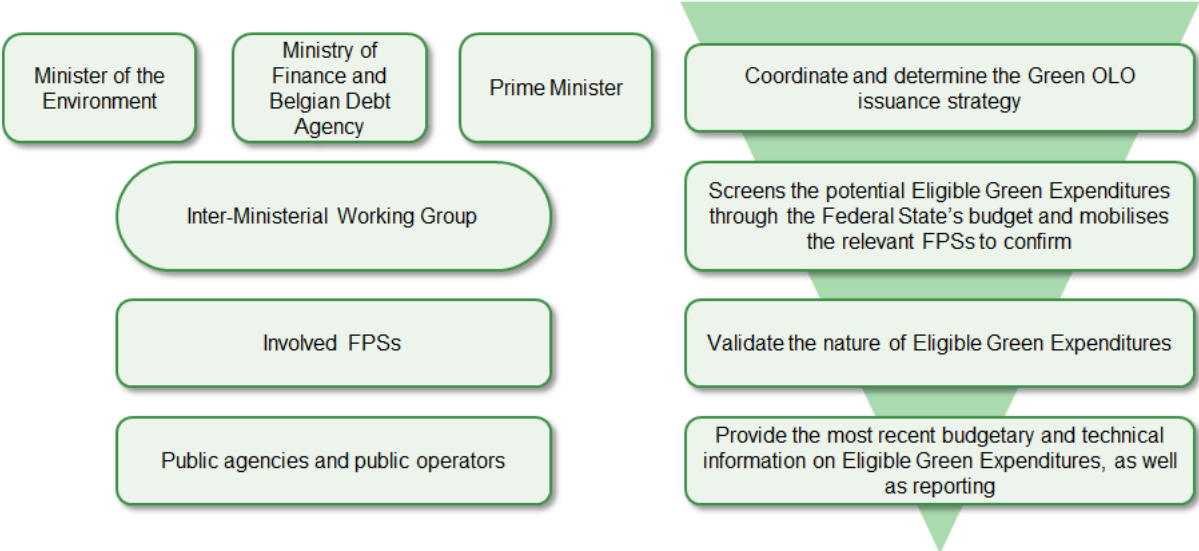 Minister of the
Environment
Ministry of
Finance and
Belgian Debt
Agency
Prime Minister
Coordinate and determine the Green OLO
issuance strategy
Inter-Ministerial Working Group
Screens the potential Eligible Green Expenditures
through the Federal State's budget and mobilises
the relevant FPSs to confirm
Involved FPSs
Validate the nature of Eligible Green Expenditures
Public agencies and public operators
Provide the most recent budgetary and technical
information on Eligible Green Expenditures, as well
as reporting